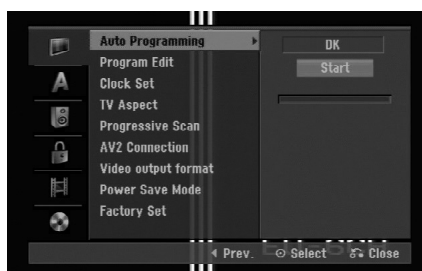 Auto Programming
Program Edit
Clock Set
TV Aspect
Progressive Scan
AV2 Connection
Video output format
Power Save Mode
Factory Set
DK
Start
A
Prev.
Select
Close